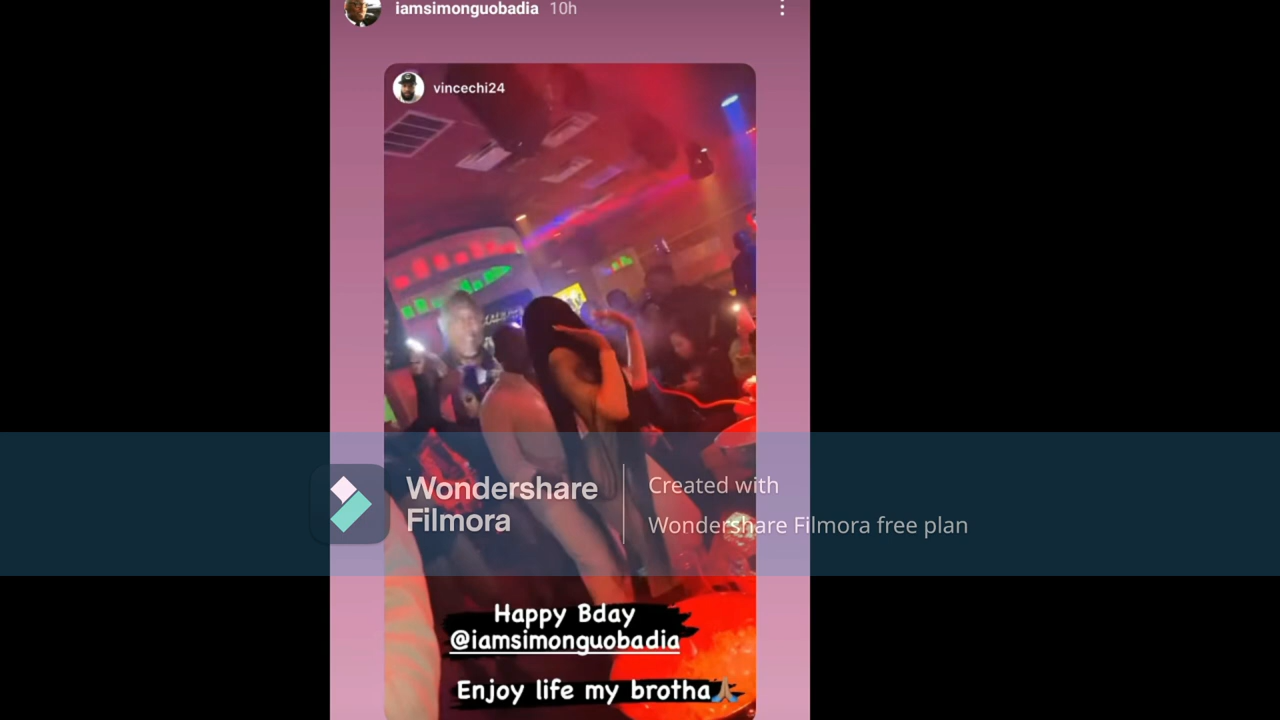 iamsimonguobadia 10h
vincechi24
Wondershare
Filmora
Created with
Wondershare Filmora free plan
Happy Bday
@iamsimonguobadia
Enjoy life my brotha🙏🏽